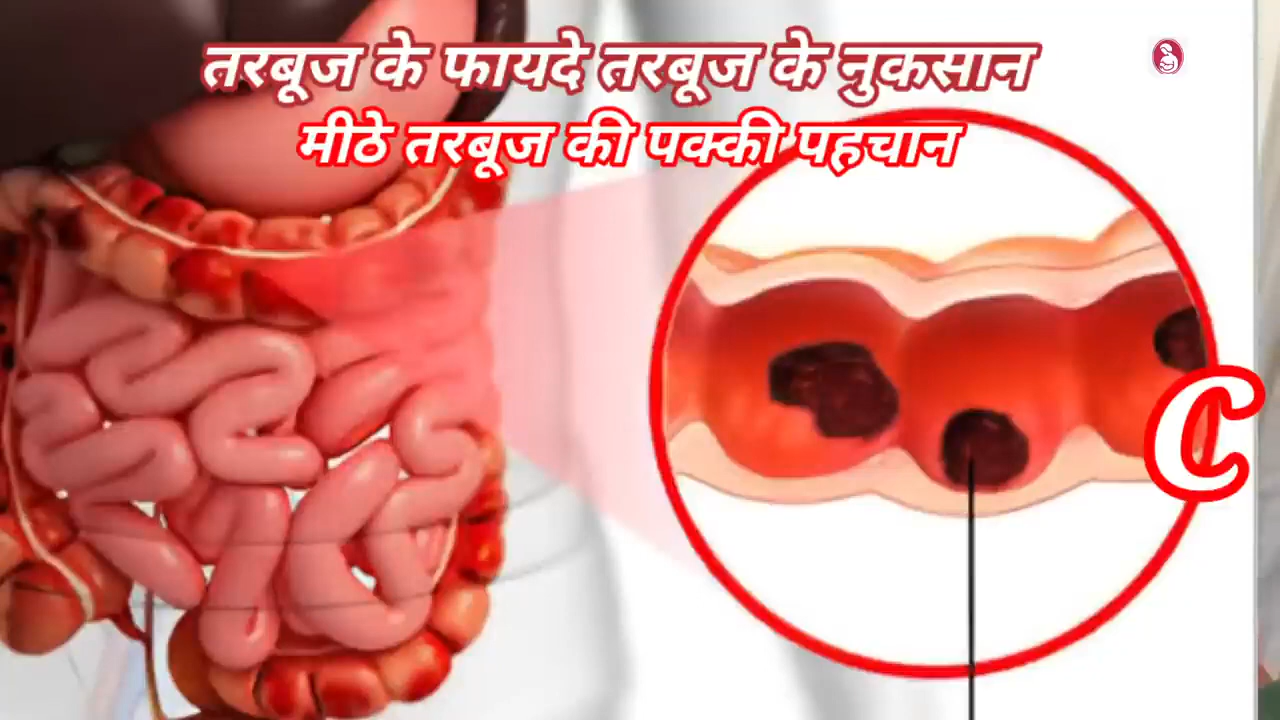 तरबूज के फायदे तरबूज के नुकसान
मीठे तरबूज की पक्की पहचान
C